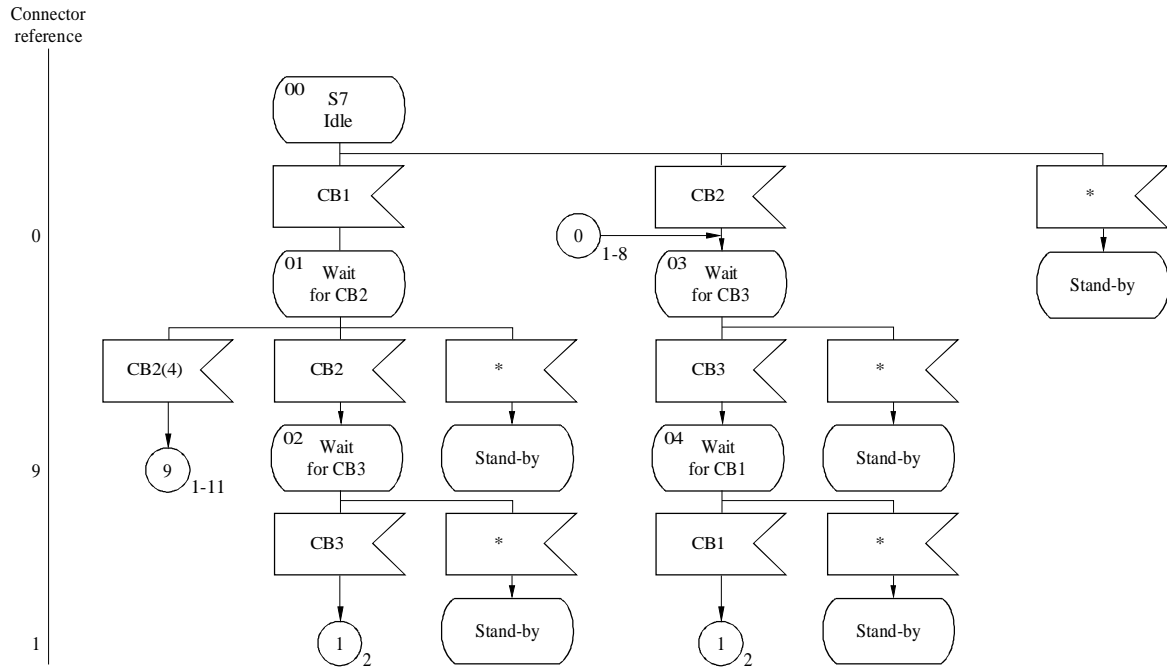 Connector
reference
00
S7
Idle
CB1
CB2
*
0
0
1-8
01
Wait
for CB2
03
Wait
for CB3
Stand-by
CB2(4)
CB2
*
CB3
*
9
9
1-11
02
Wait
for CB3
Stand-by
04
Wait
for CB1
Stand-by
CB3
*
CB1
*
1
1
2
Stand-by
1
2
Stand-by